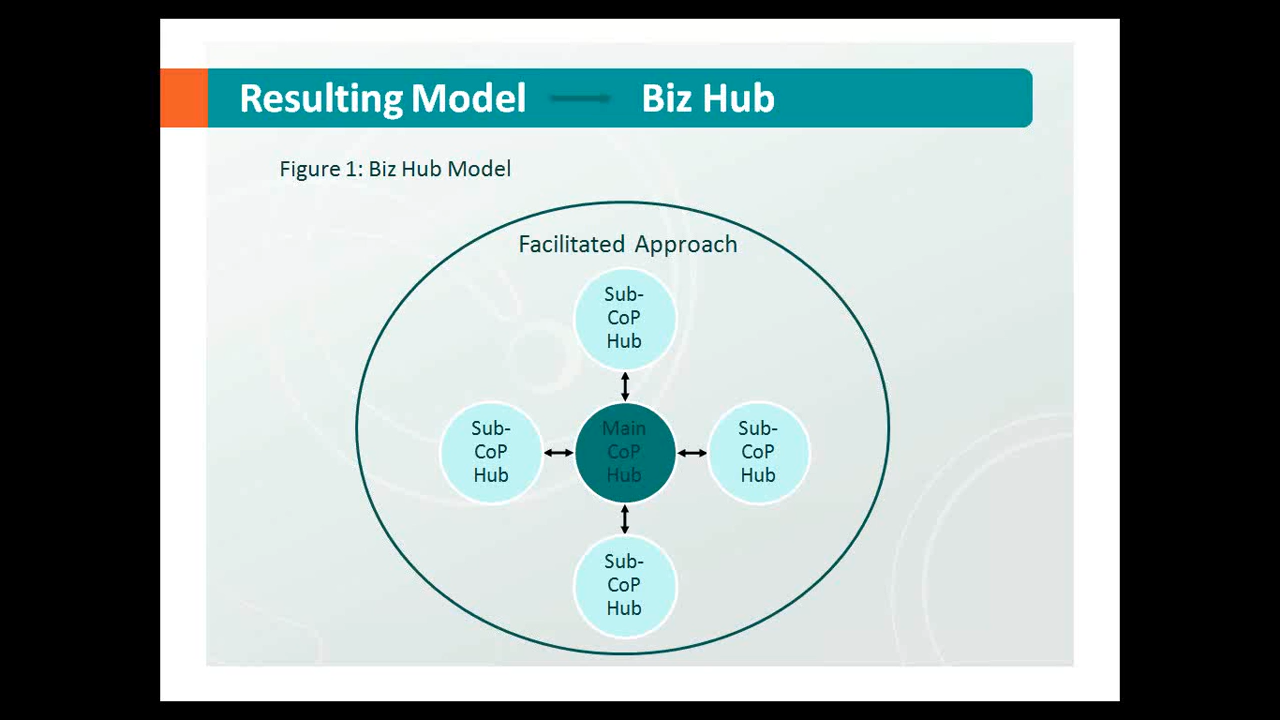 Resulting Model Biz Hub
Figure 1: Biz Hub Model
Facilitated Approach
Sub-
CoP
Hub
Sub-
CoP
Hub
Main
CoP
Hub
Sub-
CoP
Hub
Sub-
CoP
Hub